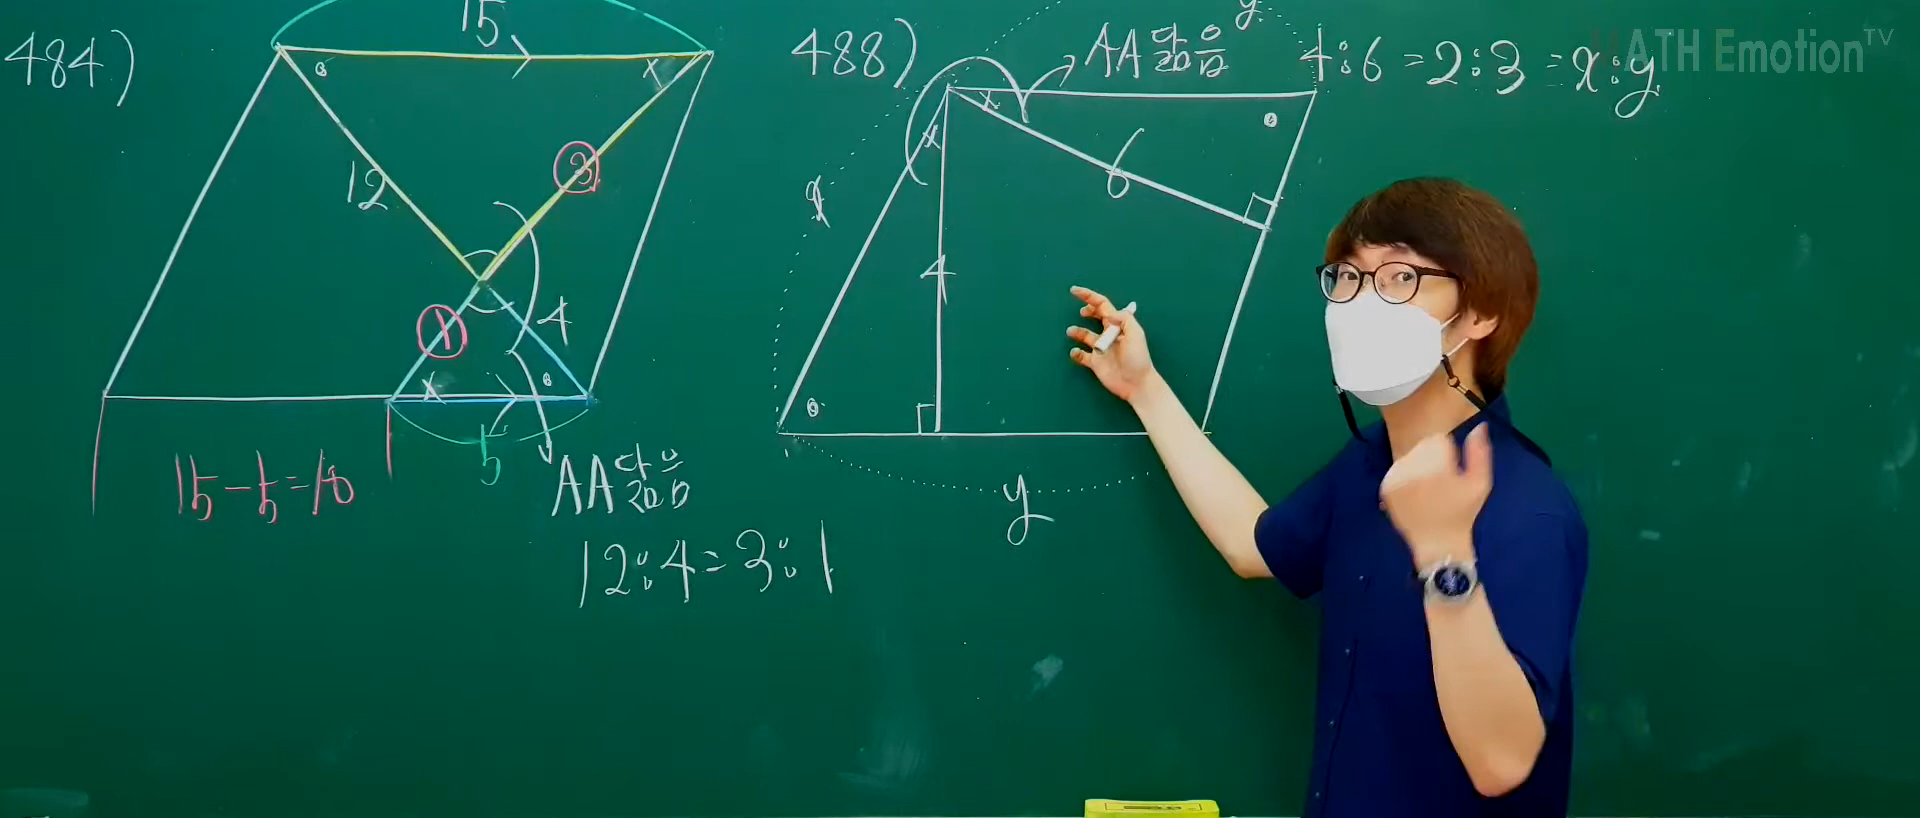 484)
15
12
3
1
4
x
x
5
15-5=10
AA닮음
12:4=3:1
488)
AA닮음
y
4:6=2:3=x:y
x
x
x
6
4
y
MATH Emotion TV